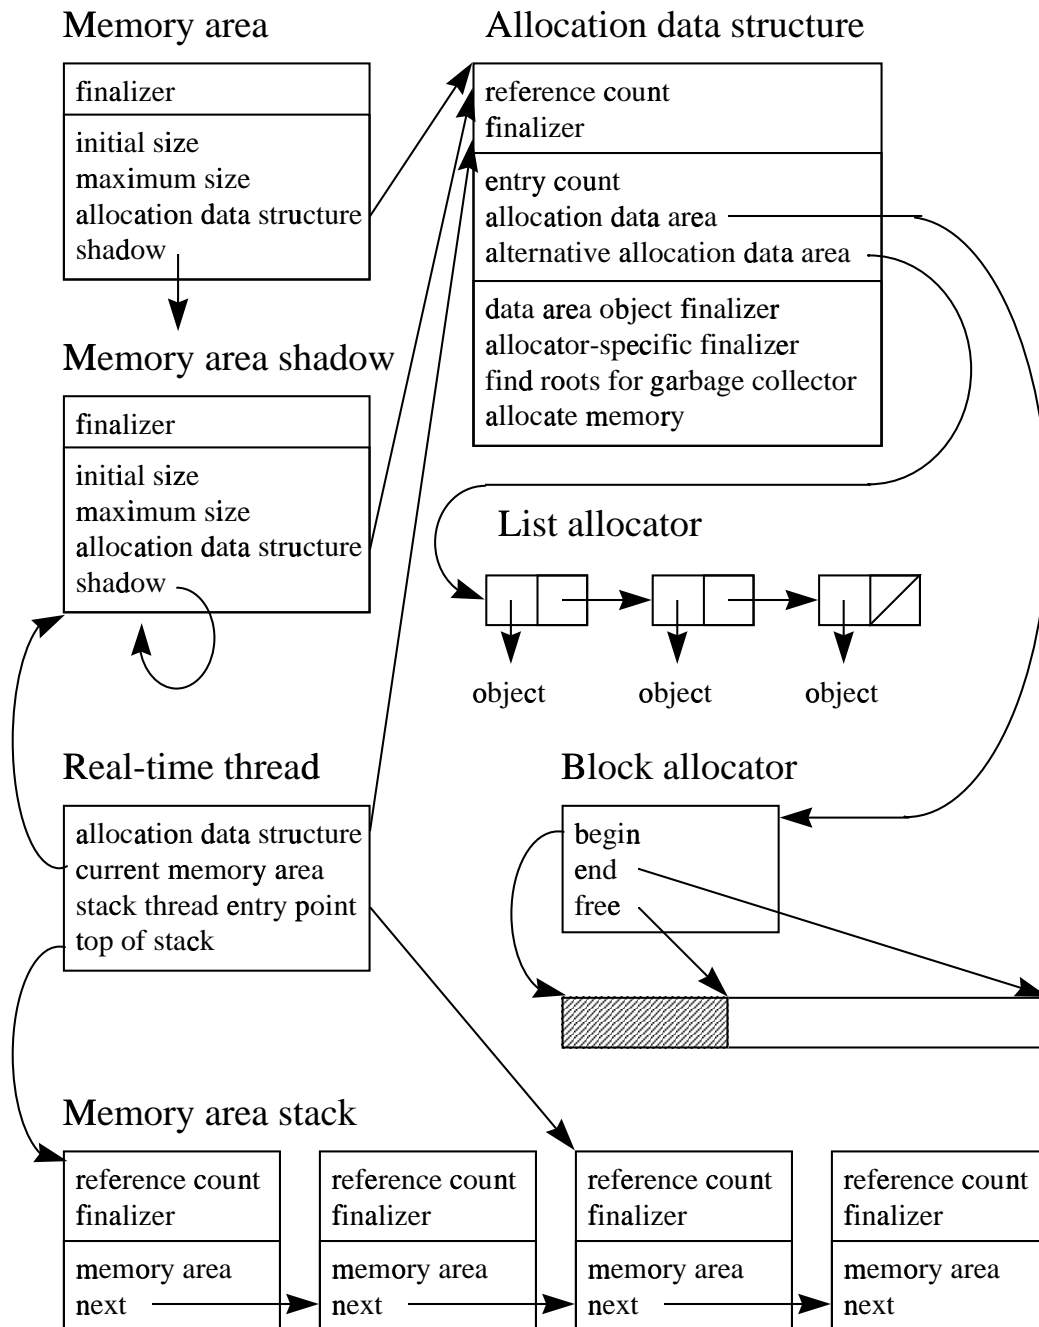 Memory area
finalizer
initial size
maximum size
allocation data structure
shadow
Allocation data structure
reference count
finalizer
entry count
allocation data area
alternative allocation data area
data area object finalizer
allocator-specific finalizer
find roots for garbage collector
allocate memory
Memory area shadow
finalizer
initial size
maximum size
allocation data structure
shadow
List allocator
object
object
object
Real-time thread
allocation data structure
current memory area
stack thread entry point
top of stack
Block allocator
begin
end
free
Memory area stack
reference count
finalizer
memory area
next
reference count
finalizer
memory area
next
reference count
finalizer
memory area
next
reference count
finalizer
memory area
next